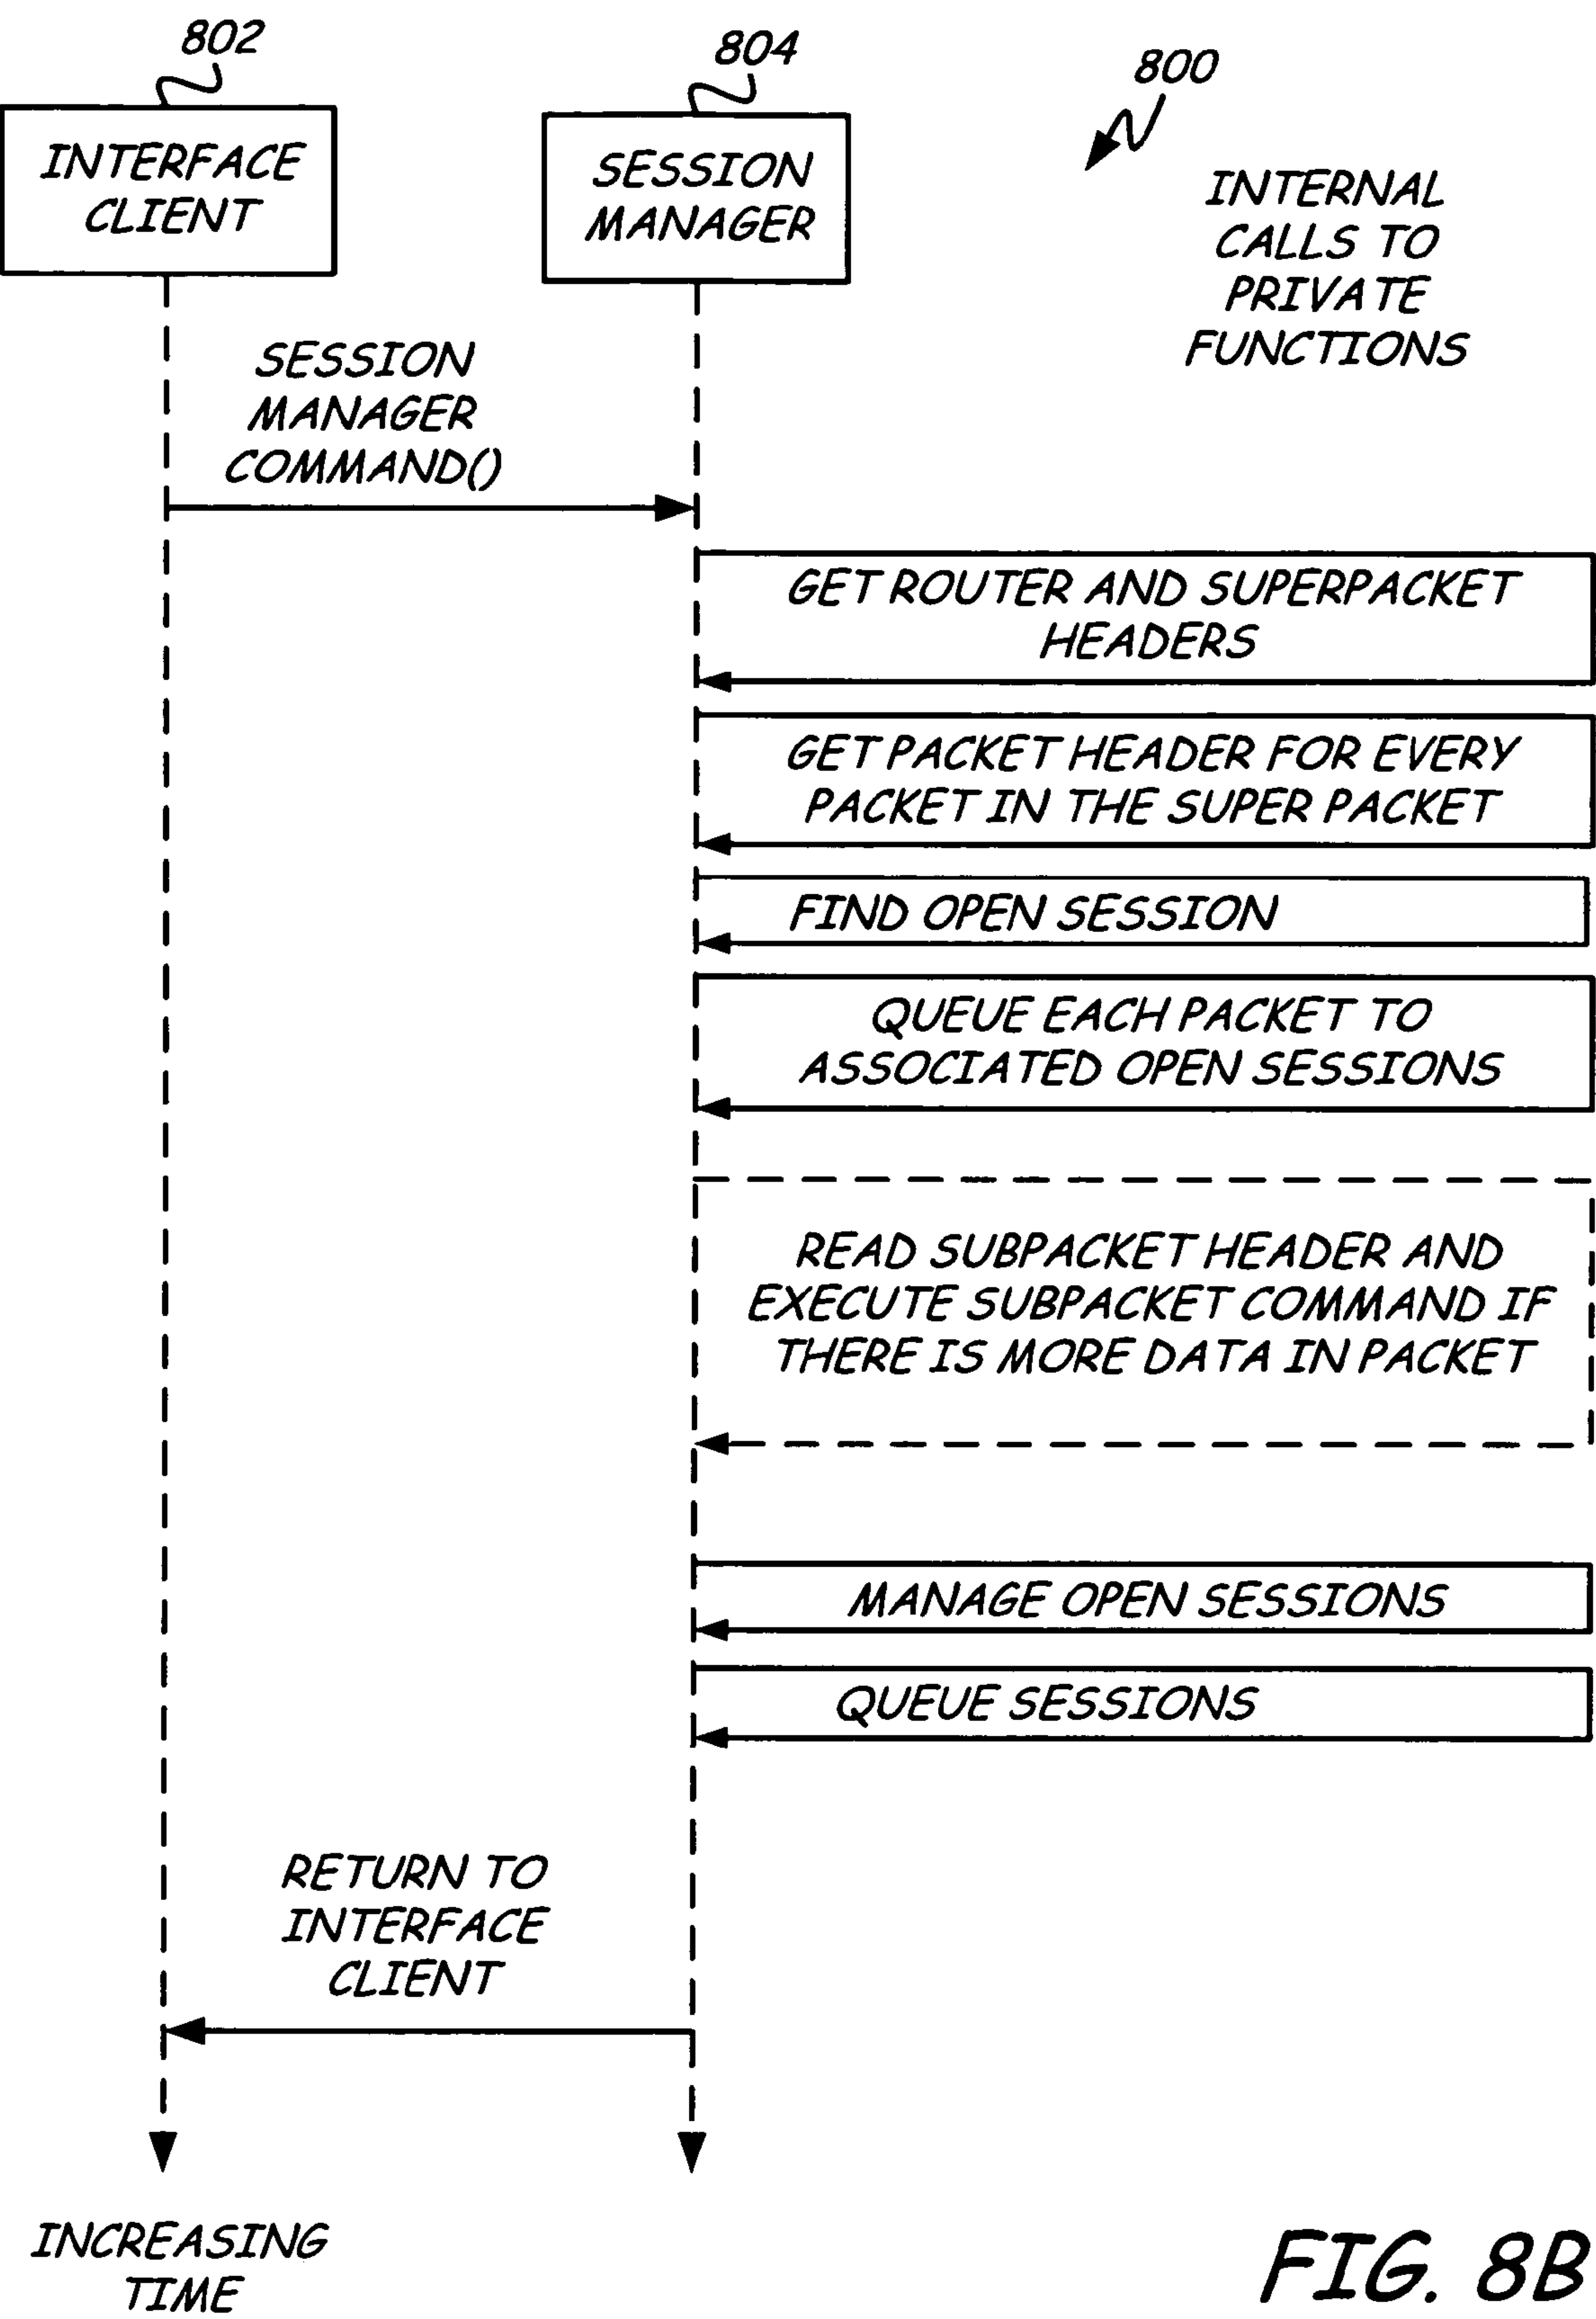 802
804
800
INTERFACE
CLIENT
SESSION
MANAGER
INTERNAL
CALLS TO
PRIVATE
FUNCTIONS
SESSION
MANAGER
COMMAND()
GET ROUTER AND SUPERPACKET
HEADERS
GET PACKET HEADER FOR EVERY
PACKET IN THE SUPER PACKET
FIND OPEN SESSION
QUEUE EACH PACKET TO
ASSOCIATED OPEN SESSIONS
READ SUBPACKET HEADER AND
EXECUTE SUBPACKET COMMAND IF
THERE IS MORE DATA IN PACKET
MANAGE OPEN SESSIONS
QUEUE SESSIONS
RETURN TO
INTERFACE
CLIENT
INCREASING
TIME
FIG. 8B